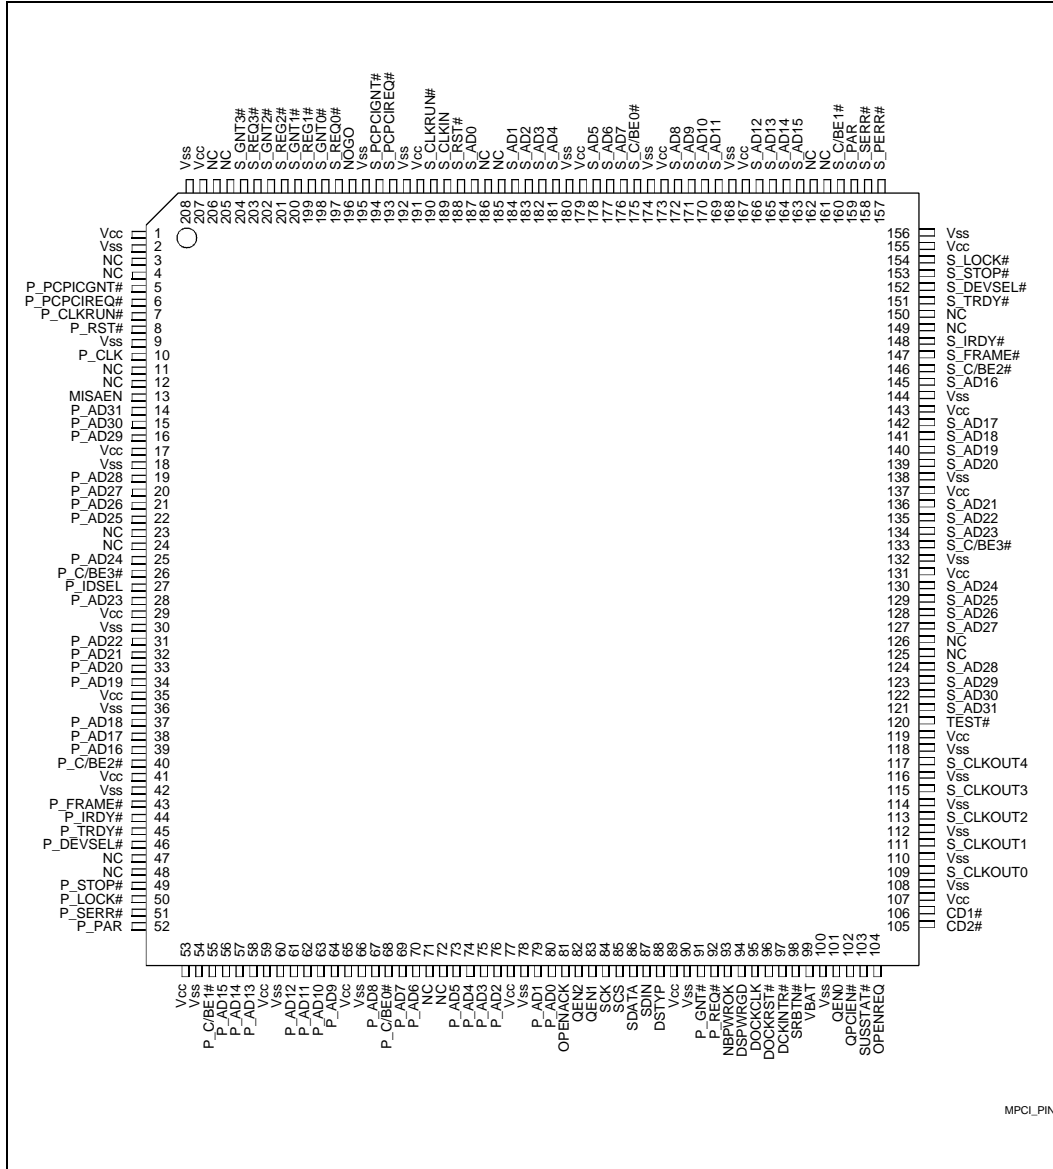 Vss 208
Vcc 207
NC 206
NC 205
S_GNT3# 204
S_REQ3# 203
S_GNT2# 202
S_REG2# 201
S_GNT1# 200
S_REG1# 199
S_GNT0# 198
S_REQ0# 197
NOGO 196
Vss 195
S_PCPCIGNT# 194
S_PCPCIREQ# 193
Vss 192
Vcc 191
S_CLKRUN# 190
S_CLKIN 189
S_RST# 188
S_AD0 187
NC 186
NC 185
S_AD1 184
S_AD2 183
S_AD3 182
S_AD4 181
Vss 180
Vcc 179
S_AD5 178
S_AD6 177
S_AD7 176
S_C/BE0# 175
Vss 174
Vcc 173
S_AD8 172
S_AD9 171
S_AD10 170
S_AD11 169
Vss 168
Vcc 167
S_AD12 166
S_AD13 165
S_AD14 164
S_AD15 163
NC 162
NC 161
S_C/BE1# 160
S_PAR 159
S_SERR# 158
S_PERR# 157
Vcc 1
Vss 2
NC 3
NC 4
P_PCPICGNT# 5
P_PCPCIREQ# 6
P_CLKRUN# 7
P_RST# 8
Vss 9
P_CLK 10
NC 11
NC 12
MISAEN 13
P_AD31 14
P_AD30 15
P_AD29 16
Vcc 17
Vss 18
P_AD28 19
P_AD27 20
P_AD26 21
P_AD25 22
NC 23
NC 24
P_AD24 25
P_C/BE3# 26
P_IDSEL 27
P_AD23 28
Vcc 29
Vss 30
P_AD22 31
P_AD21 32
P_AD20 33
P_AD19 34
Vcc 35
Vss 36
P_AD18 37
P_AD17 38
P_AD16 39
P_C/BE2# 40
Vcc 41
Vss 42
P_FRAME# 43
P_IRDY# 44
P_TRDY# 45
P_DEVSEL# 46
NC 47
NC 48
P_STOP# 49
P_LOCK# 50
P_SERR# 51
P_PAR 52
156 Vss
155 Vcc
154 S_LOCK#
153 S_STOP#
152 S_DEVSEL#
151 S_TRDY#
150 NC
149 NC
148 S_IRDY#
147 S_FRAME#
146 S_C/BE2#
145 S_AD16
144 Vss
143 Vcc
142 S_AD17
141 S_AD18
140 S_AD19
139 S_AD20
138 Vss
137 Vcc
136 S_AD21
135 S_AD22
134 S_AD23
133 S_C/BE3#
132 Vss
131 Vcc
130 S_AD24
129 S_AD25
128 S_AD26
127 S_AD27
126 NC
125 NC
124 S_AD28
123 S_AD29
122 S_AD30
121 S_AD31
120 TEST#
119 Vcc
118 Vss
117 S_CLKOUT4
116 Vss
115 S_CLKOUT3
114 Vss
113 S_CLKOUT2
112 Vss
111 S_CLKOUT1
110 Vss
109 S_CLKOUT0
108 Vss
107 Vcc
106 CD1#
105 CD2#
53 Vcc
54 Vss
55 P_C/BE1#
56 P_AD15
57 P_AD14
58 P_AD13
59 Vcc
60 Vss
61 P_AD12
62 P_AD11
63 P_AD10
64 P_AD9
65 Vcc
66 Vss
67 P_AD8
68 P_C/BE0#
69 P_AD7
70 P_AD6
71 NC
72 NC
73 P_AD5
74 P_AD4
75 P_AD3
76 P_AD2
77 Vcc
78 Vss
79 P_AD1
80 P_AD0
81 OPENACK
82 QEN2
83 QEN1
84 SCK
85 SCS
86 SDATA
87 SDIN
88 DSTYP
89 Vcc
90 Vss
91 P_GNT#
92 P_REQ#
93 NBPWROK
94 DSPWRGD
95 DOCKCLK
96 DOCKRST#
97 DCKINTR#
98 SRBTN#
99 VBAT
100 Vss
101 QEN0
102 QPCIEN#
103 SUSSTAT#
104 OPENREQ
MPCI_PIN